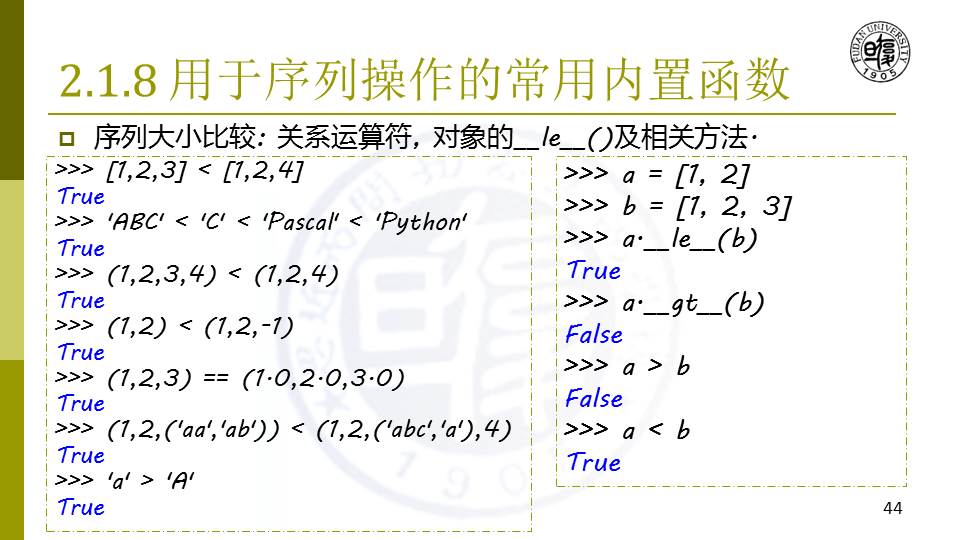 FUDAN UNIVERSITY
1905
2.1.8 用于序列操作的常用内置函数
序列大小比较：关系运算符，对象的__le__()及相关方法.
>>> [1,2,3] < [1,2,4]
True
>>> 'ABC' < 'C' < 'Pascal' < 'Python'
True
>>> (1,2,3,4) < (1,2,4)
True
>>> (1,2) < (1,2,-1)
True
>>> (1,2,3) == (1.0,2.0,3.0)
True
>>> (1,2,('aa','ab')) < (1,2,('abc','a'),4)
True
>>> 'a' > 'A'
True
>>> a = [1, 2]
>>> b = [1, 2, 3]
>>> a.__le__(b)
True
>>> a.__gt__(b)
False
>>> a > b
False
>>> a < b
True
44